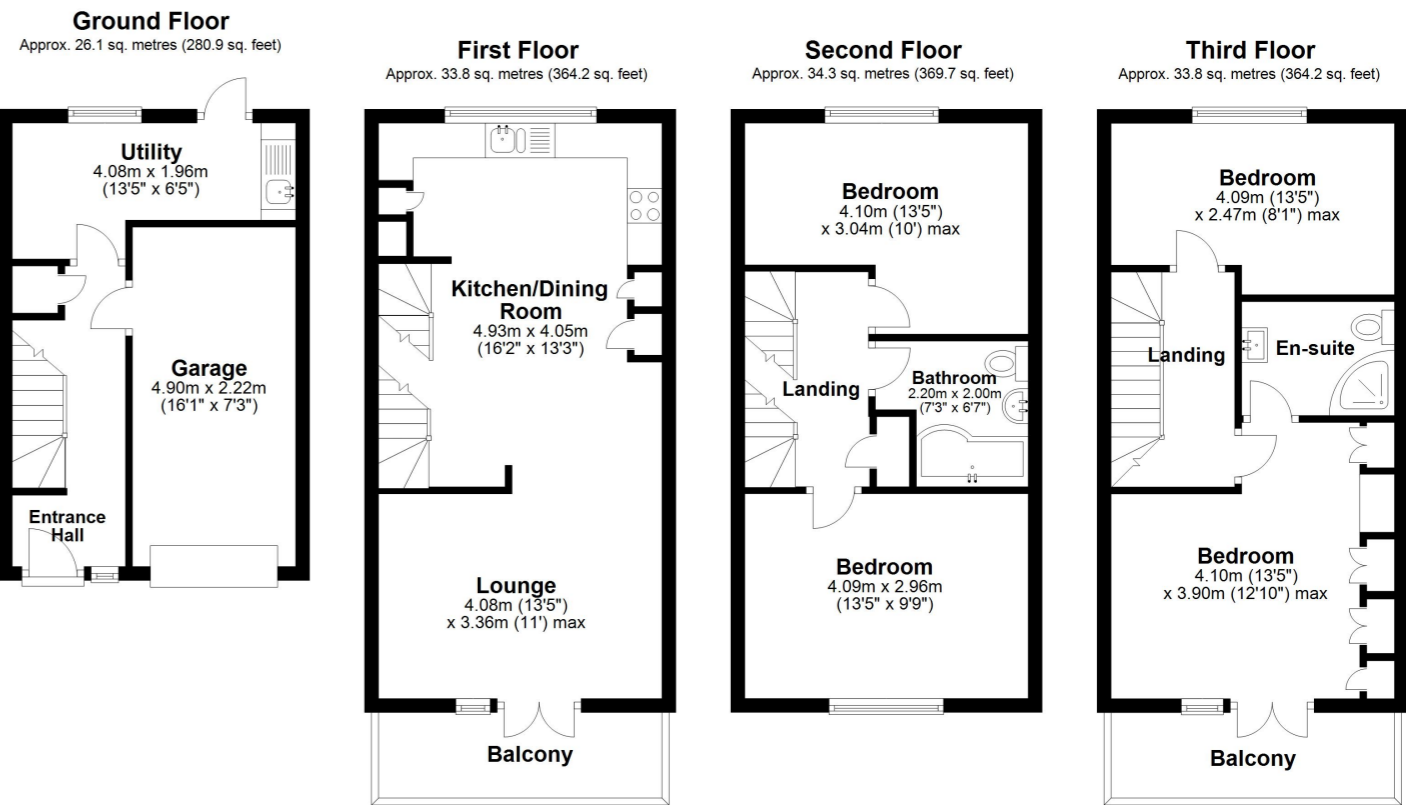 Ground Floor
Approx. 26.1 sq. metres (280.9 sq. feet)
Utility
4.08m x 1.96m
(13'5" x 6'5")
Garage
4.90m x 2.22m
(16'1" x 7'3")
Entrance
Hall
First Floor
Approx. 33.8 sq. metres (364.2 sq. feet)
Kitchen/Dining
Room
4.93m x 4.05m
(16'2" x 13'3")
Lounge
4.08m (13'5")
x 3.36m (11') max
Balcony
Second Floor
Approx. 34.3 sq. metres (369.7 sq. feet)
Bedroom
4.10m (13'5")
x 3.04m (10') max
Landing
Bathroom
2.20m x 2.00m
(7'3" x 6'7")
Bedroom
4.09m x 2.96m
(13'5" x 9'9")
Third Floor
Approx. 33.8 sq. metres (364.2 sq. feet)
Bedroom
4.09m (13'5")
x 2.47m (8'1") max
Landing
En-suite
Bedroom
4.10m (13'5")
x 3.90m (12'10") max
Balcony